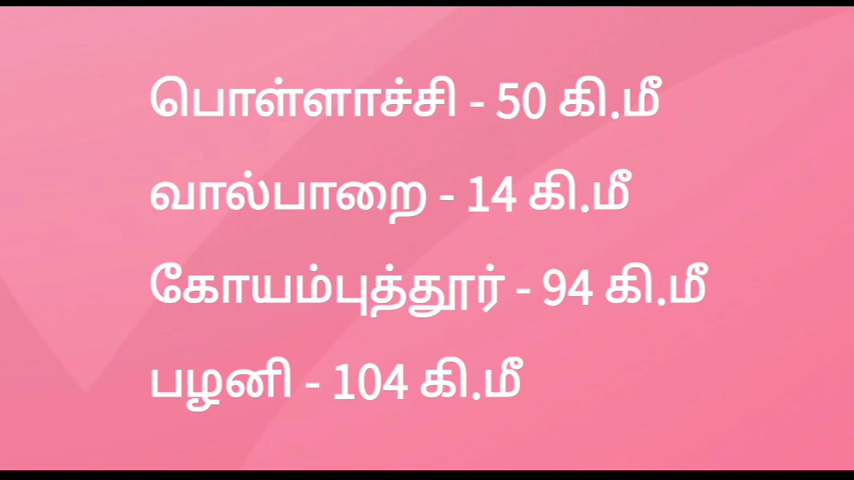 பொள்ளாச்சி - 50 கி.மீ
வால்பாறை - 14 கி.மீ
கோயம்புத்தூர் - 94 கி.மீ
பழனி - 104 கி.மீ